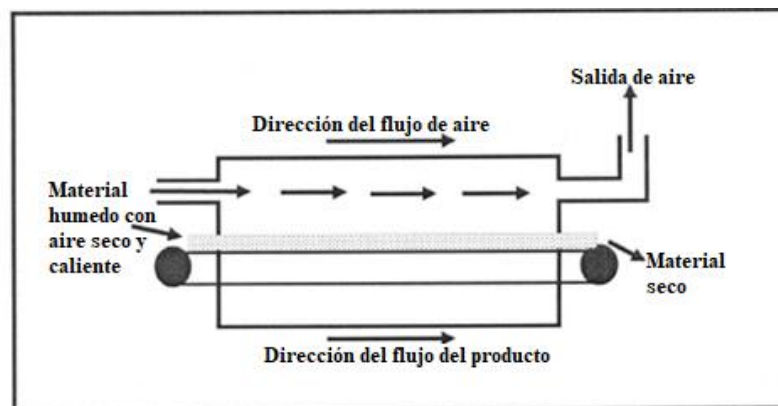 Salida de aire
Dirección del flujo de aire
Material
humedo con
aire seco y
caliente
Material
seco
Dirección del flujo del producto